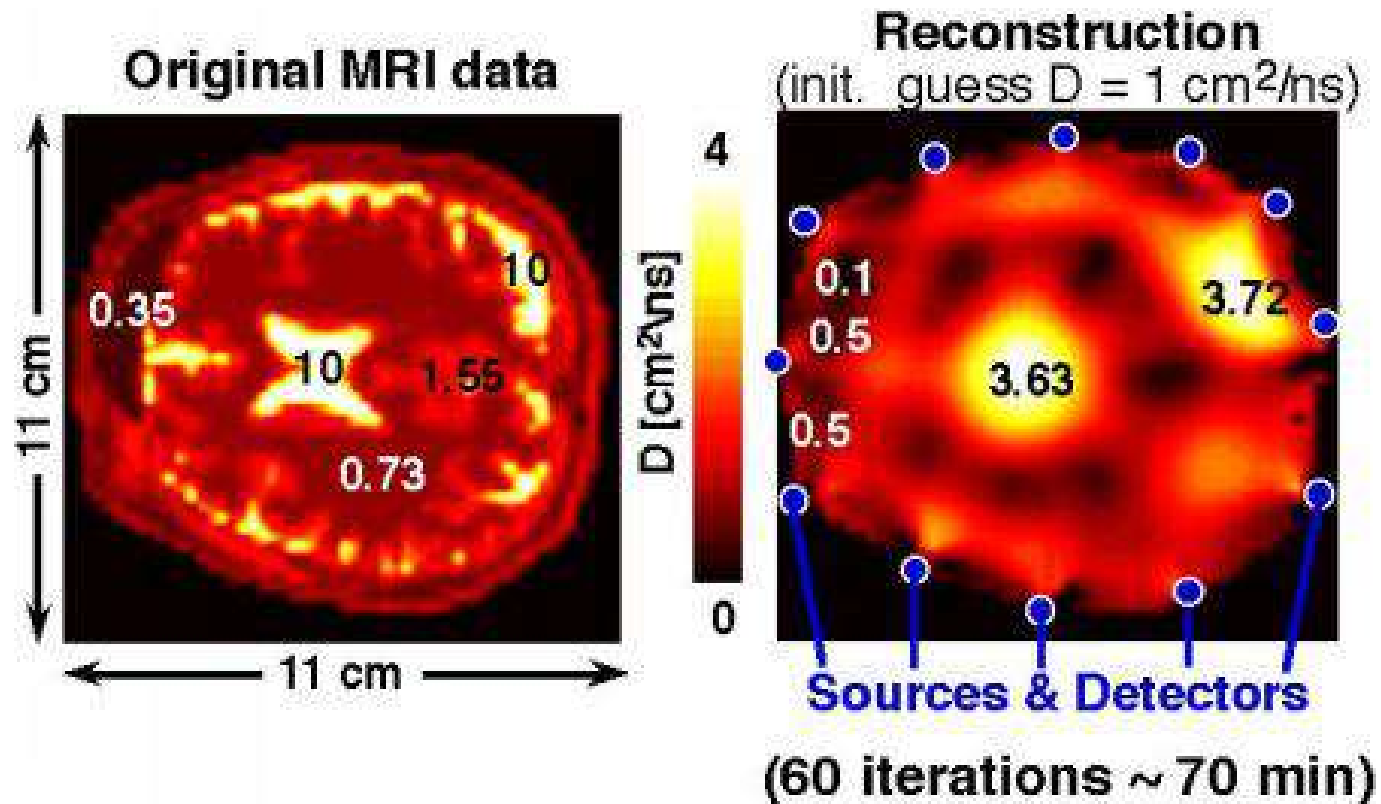 Original MRI data
11 cm
11 cm
0.35
10
10
1.55
0.73
4
D [cm²\ns]
0
Reconstruction
(init. guess D = 1 cm²/ns)
0.1
0.5
0.5
3.63
3.72
Sources & Detectors
(60 iterations ~ 70 min)